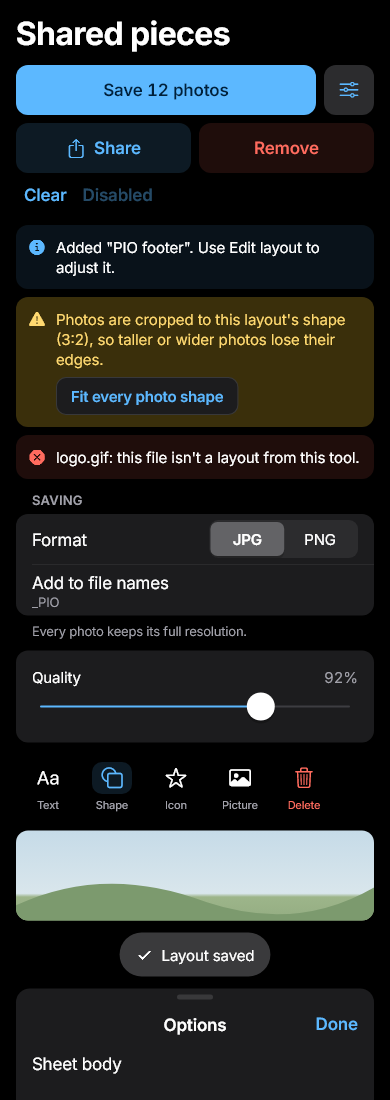 Shared pieces
Save 12 photos
Share
Remove
Clear
Disabled
Added "PIO footer". Use Edit layout to
adjust it.
Photos are cropped to this layout's shape
(3:2), so taller or wider photos lose their
edges.
Fit every photo shape
logo.gif: this file isn't a layout from this tool.
SAVING
Format
JPG
PNG
Add to file names
_PIO
Every photo keeps its full resolution.
Quality
92%
Aa
Text
Shape
Icon
Picture
Delete
Layout saved
Options
Done
Sheet body